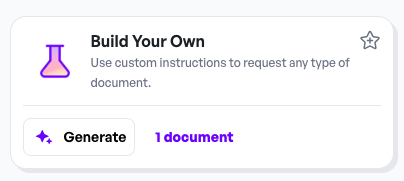 Build Your Own
Use custom instructions to request any type of
document.
Generate
1 document